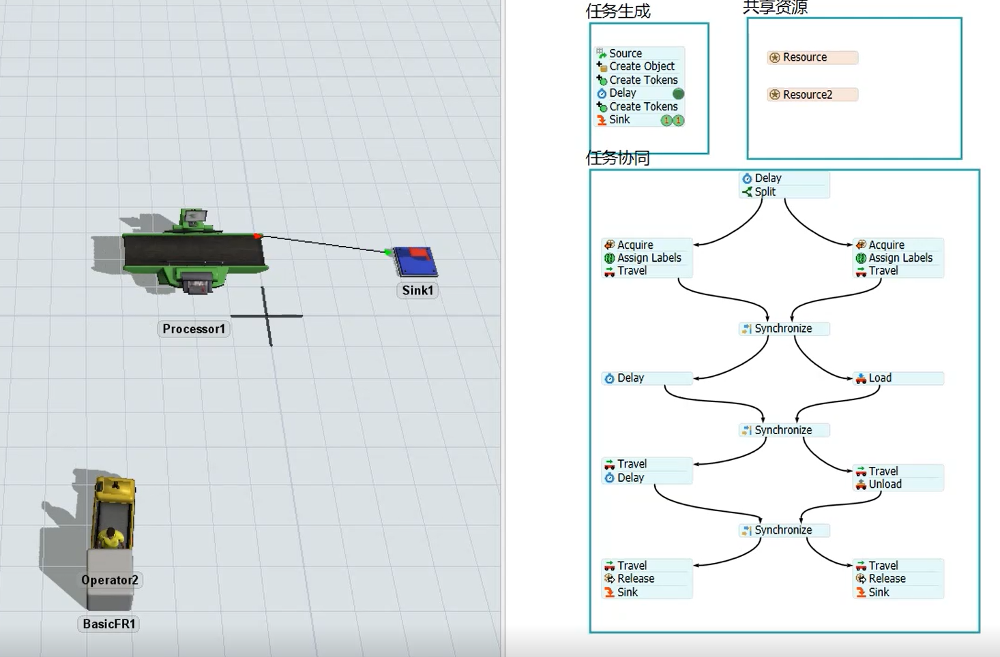 Sink1
Processor1
Operator2
BasicFR1
任务生成
Source
Create Object
Create Tokens
Delay
Create Tokens
Sink
1 1
共享资源
Resource
Resource2
任务协同
Delay
Split
Acquire
Assign Labels
Travel
Acquire
Assign Labels
Travel
Synchronize
Delay
Load
Synchronize
Travel
Delay
Travel
Unload
Synchronize
Travel
Release
Sink
Travel
Release
Sink